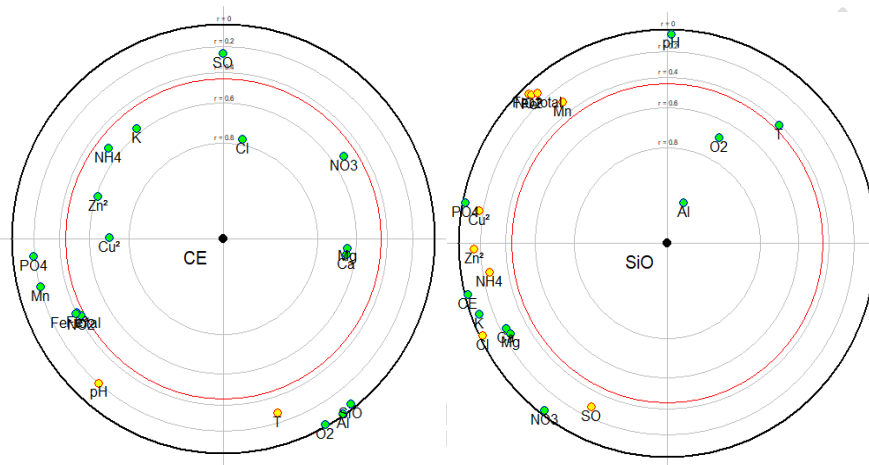 r = 0
r = 0.2
SO
r = 0.4
r = 0.6
K
r = 0.8
Cl
NH4
NO3
Zn²
Cu²
CE
Mg
Ca
PO4
Mn
NO2
pH
T
SiO
Al
O2
r = 0
pH
r = 0.4
Mn
r = 0.6
T
O2
r = 0.8
Al
PO4
Cu²
Zn²
SiO
NH4
CE
K
Cl
Mg
NO3
SO